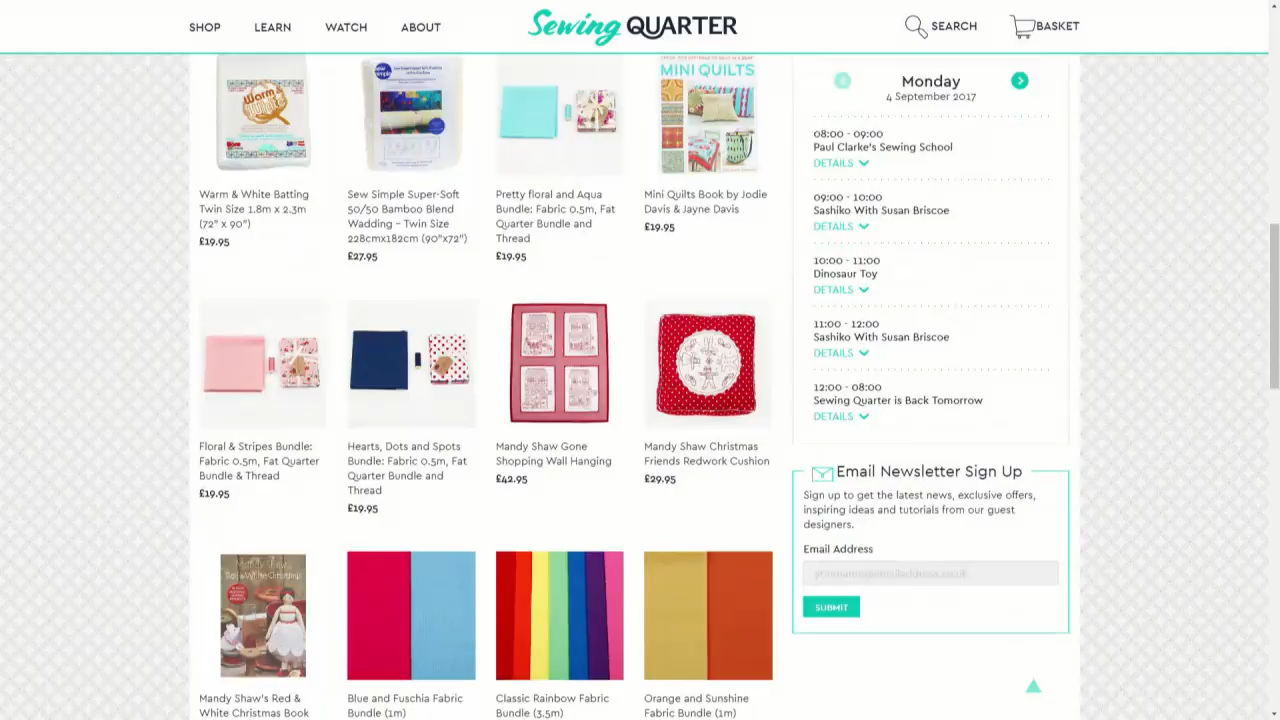 SHOP
LEARN
WATCH
ABOUT
Sewing QUARTER
SEARCH
BASKET
Warm & White Batting
Twin Size 1.8m x 2.3m
(72" x 90")
£19.95
Sew Simple Super-Soft
50/50 Bamboo Blend
Wadding - Twin Size
228cmx182cm (90"x72")
£27.95
Pretty floral and Aqua
Bundle: Fabric 0.5m, Fat
Quarter Bundle and
Thread
£19.95
MINI QUILTS
Mini Quilts Book by Jodie
Davis & Jayne Davis
£19.95
Floral & Stripes Bundle:
Fabric 0.5m, Fat Quarter
Bundle & Thread
£19.95
Hearts, Dots and Spots
Bundle: Fabric 0.5m, Fat
Quarter Bundle and
Thread
£19.95
Mandy Shaw Gone
Shopping Wall Hanging
£42.95
Mandy Shaw Christmas
Friends Redwork Cushion
£29.95
Mandy Shaw's Red &
White Christmas Book
Blue and Fuschia Fabric
Bundle (1m)
Classic Rainbow Fabric
Bundle (3.5m)
Orange and Sunshine
Fabric Bundle (1m)
Monday
4 September 2017
08:00 - 09:00
Paul Clarke's Sewing School
DETAILS
09:00 - 10:00
Sashiko With Susan Briscoe
DETAILS
10:00 - 11:00
Dinosaur Toy
DETAILS
11:00 - 12:00
Sashiko With Susan Briscoe
DETAILS
12:00 - 08:00
Sewing Quarter is Back Tomorrow
DETAILS
Email Newsletter Sign Up
Sign up to get the latest news, exclusive offers,
inspiring ideas and tutorials from our guest
designers.
Email Address
SUBMIT